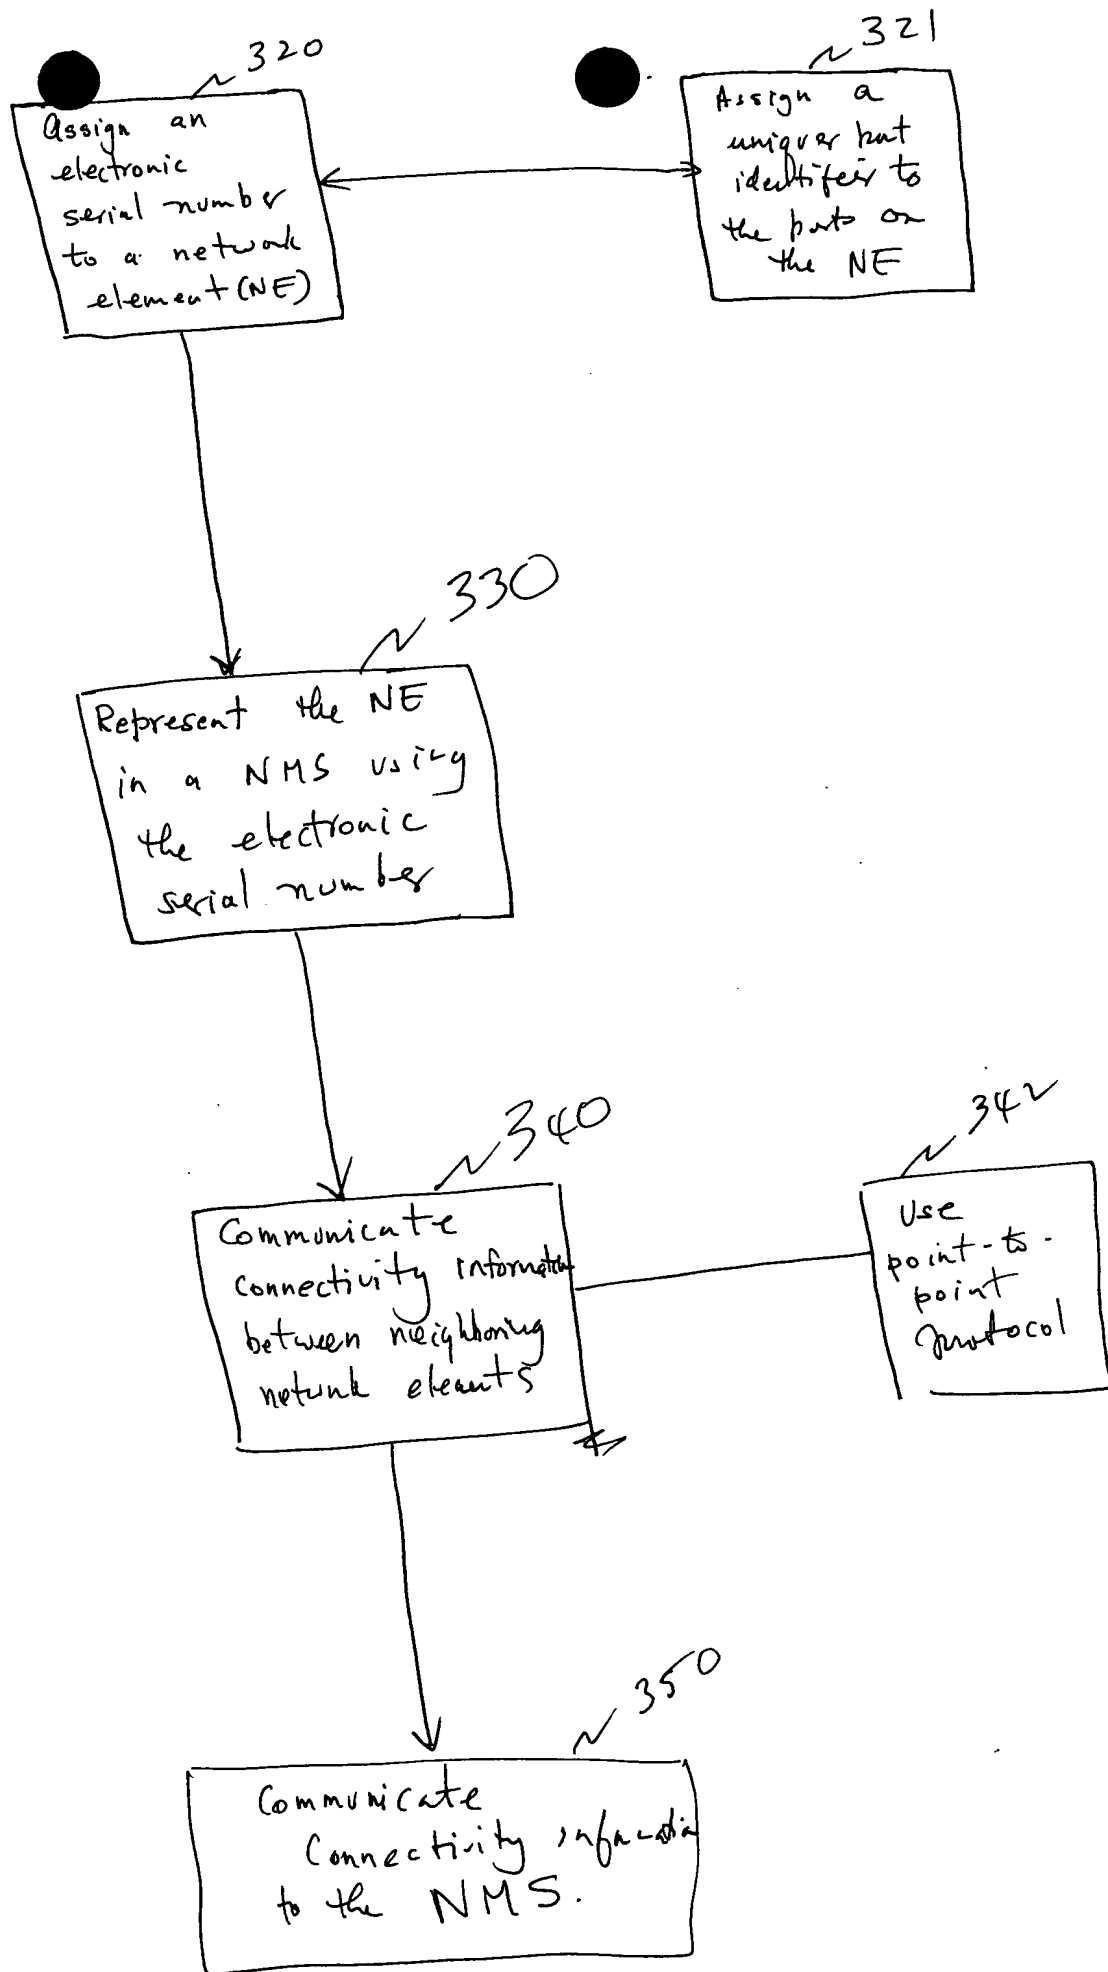 320
Assign an
electronic
serial number
to a network
element (NE)
321
Assign a
uniquer port
identifeir to
the ports on
the NE
330
Represent the NE
in a NMS using
the electronic
serial number
340
Communicate
connectivity information
between neighboring
network elements
342
Use
point-to-
point
protocol
350
Communicate
Connectivity information
to the NMS.